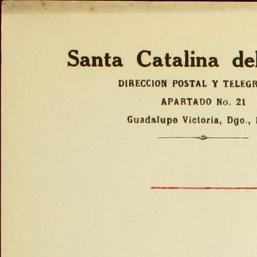 Santa Catalina del
DIRECCION POSTAL Y TELEGR
APARTADO No. 21
Guadalupe Victoria, Dgo.,